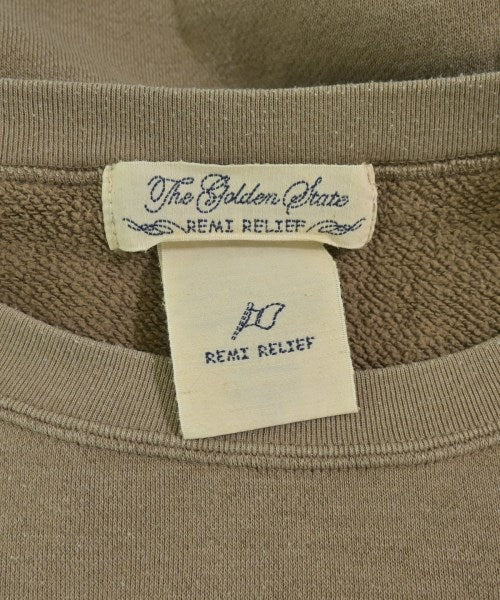 The Golden State
REMI RELIEF
REMI RELIEF